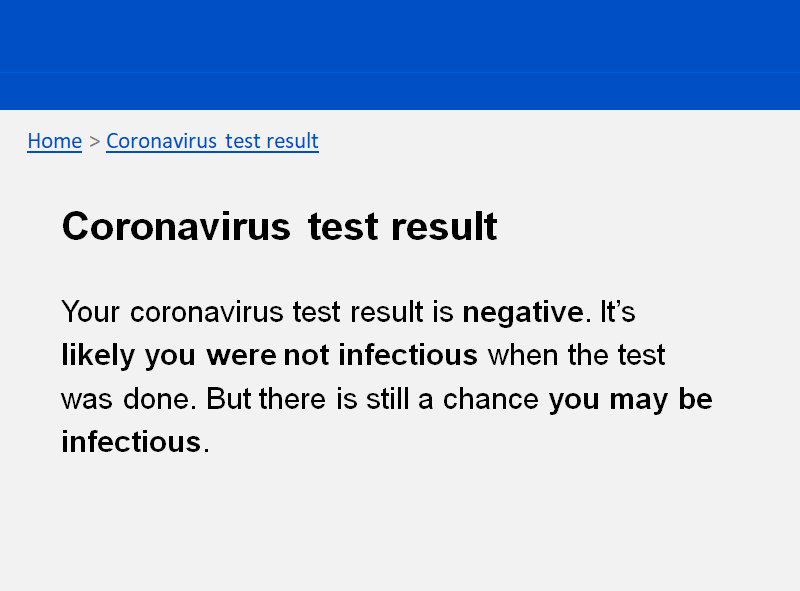 Home > Coronavirus test result
Coronavirus test result
Your coronavirus test result is negative. It’s
likely you were not infectious when the test
was done. But there is still a chance you may be
infectious.